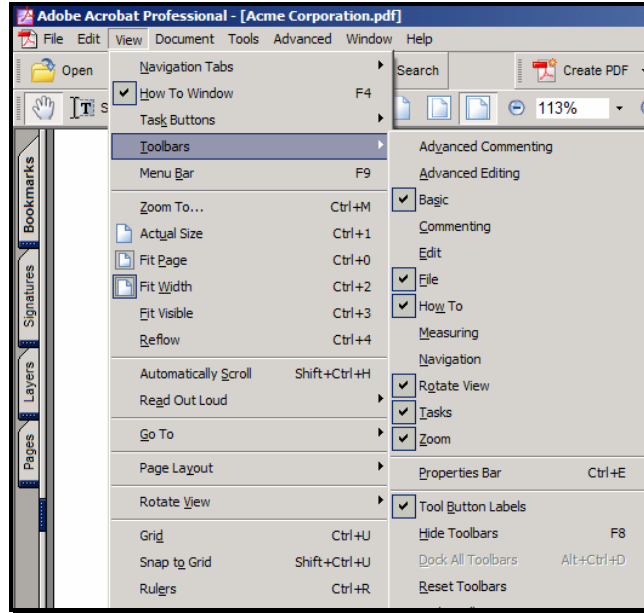 Adobe Acrobat Professional - [Acme Corporation.pdf]
File Edit View Document Tools Advanced Window Help
Open
Search
Create PDF
113%
Bookmarks
Signatures
Layers
Pages
Navigation Tabs
How To Window F4
Task Buttons
Toolbars
Menu Bar F9
Zoom To... Ctrl+M
Actual Size Ctrl+1
Fit Page Ctrl+0
Fit Width Ctrl+2
Fit Visible Ctrl+3
Reflow Ctrl+4
Automatically Scroll Shift+Ctrl+H
Read Out Loud
Go To
Page Layout
Rotate View
Grid Ctrl+U
Snap to Grid Shift+Ctrl+U
Rulers Ctrl+R
Advanced Commenting
Advanced Editing
Basic
Commenting
Edit
File
How To
Measuring
Navigation
Rotate View
Tasks
Zoom
Properties Bar Ctrl+E
Tool Button Labels
Hide Toolbars F8
Dock All Toolbars Alt+Ctrl+D
Reset Toolbars